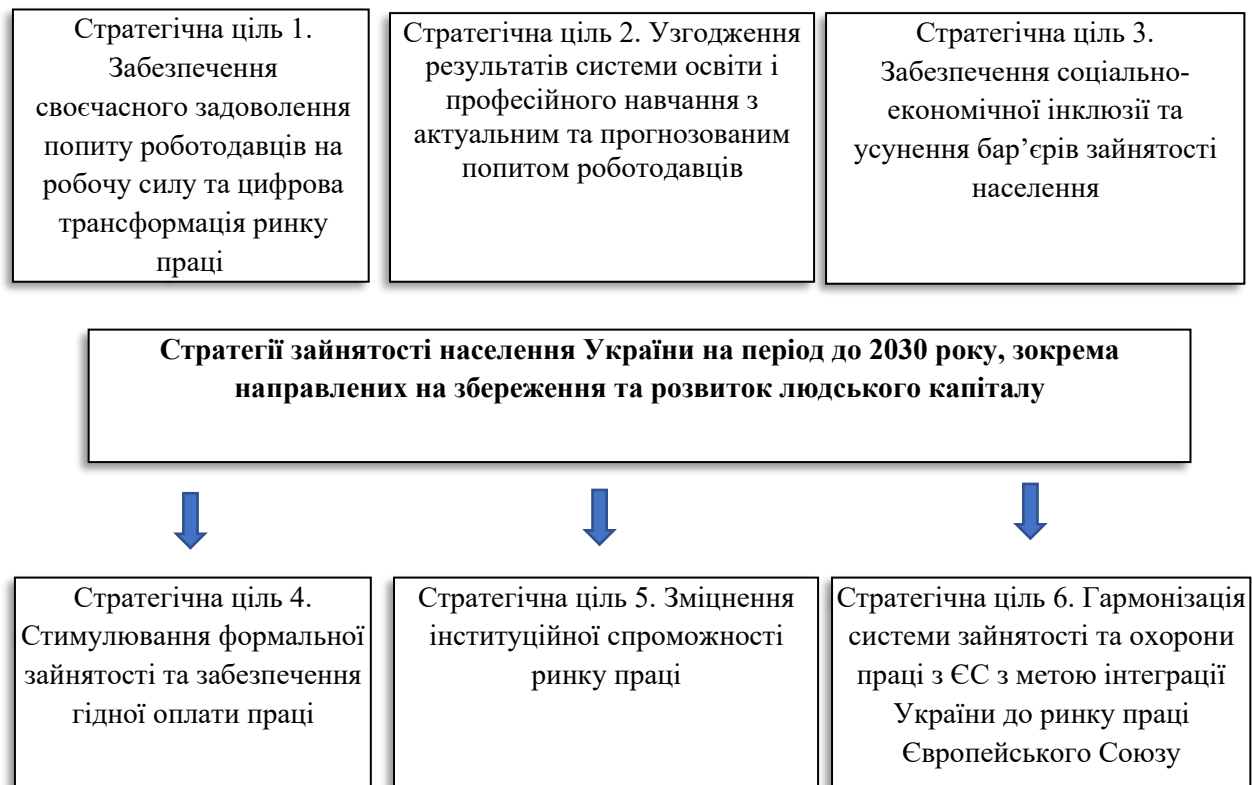 Стратегічна ціль 1.
Забезпечення
своєчасного задоволення
попиту роботодавців на
робочу силу та цифрова
трансформація ринку
праці
Стратегічна ціль 2. Узгодження
результатів системи освіти і
професійного навчання з
актуальним та прогнозованим
попитом роботодавців
Стратегічна ціль 3.
Забезпечення соціально-
економічної інклюзії та
усунення бар’єрів зайнятості
населення
Стратегії зайнятості населення України на період до 2030 року, зокрема
направлених на збереження та розвиток людського капіталу
Стратегічна ціль 4.
Стимулювання формальної
зайнятості та забезпечення
гідної оплати праці
Стратегічна ціль 5. Зміцнення
інституційної спроможності
ринку праці
Стратегічна ціль 6. Гармонізація
системи зайнятості та охорони
праці з ЄС з метою інтеграції
України до ринку праці
Європейського Союзу